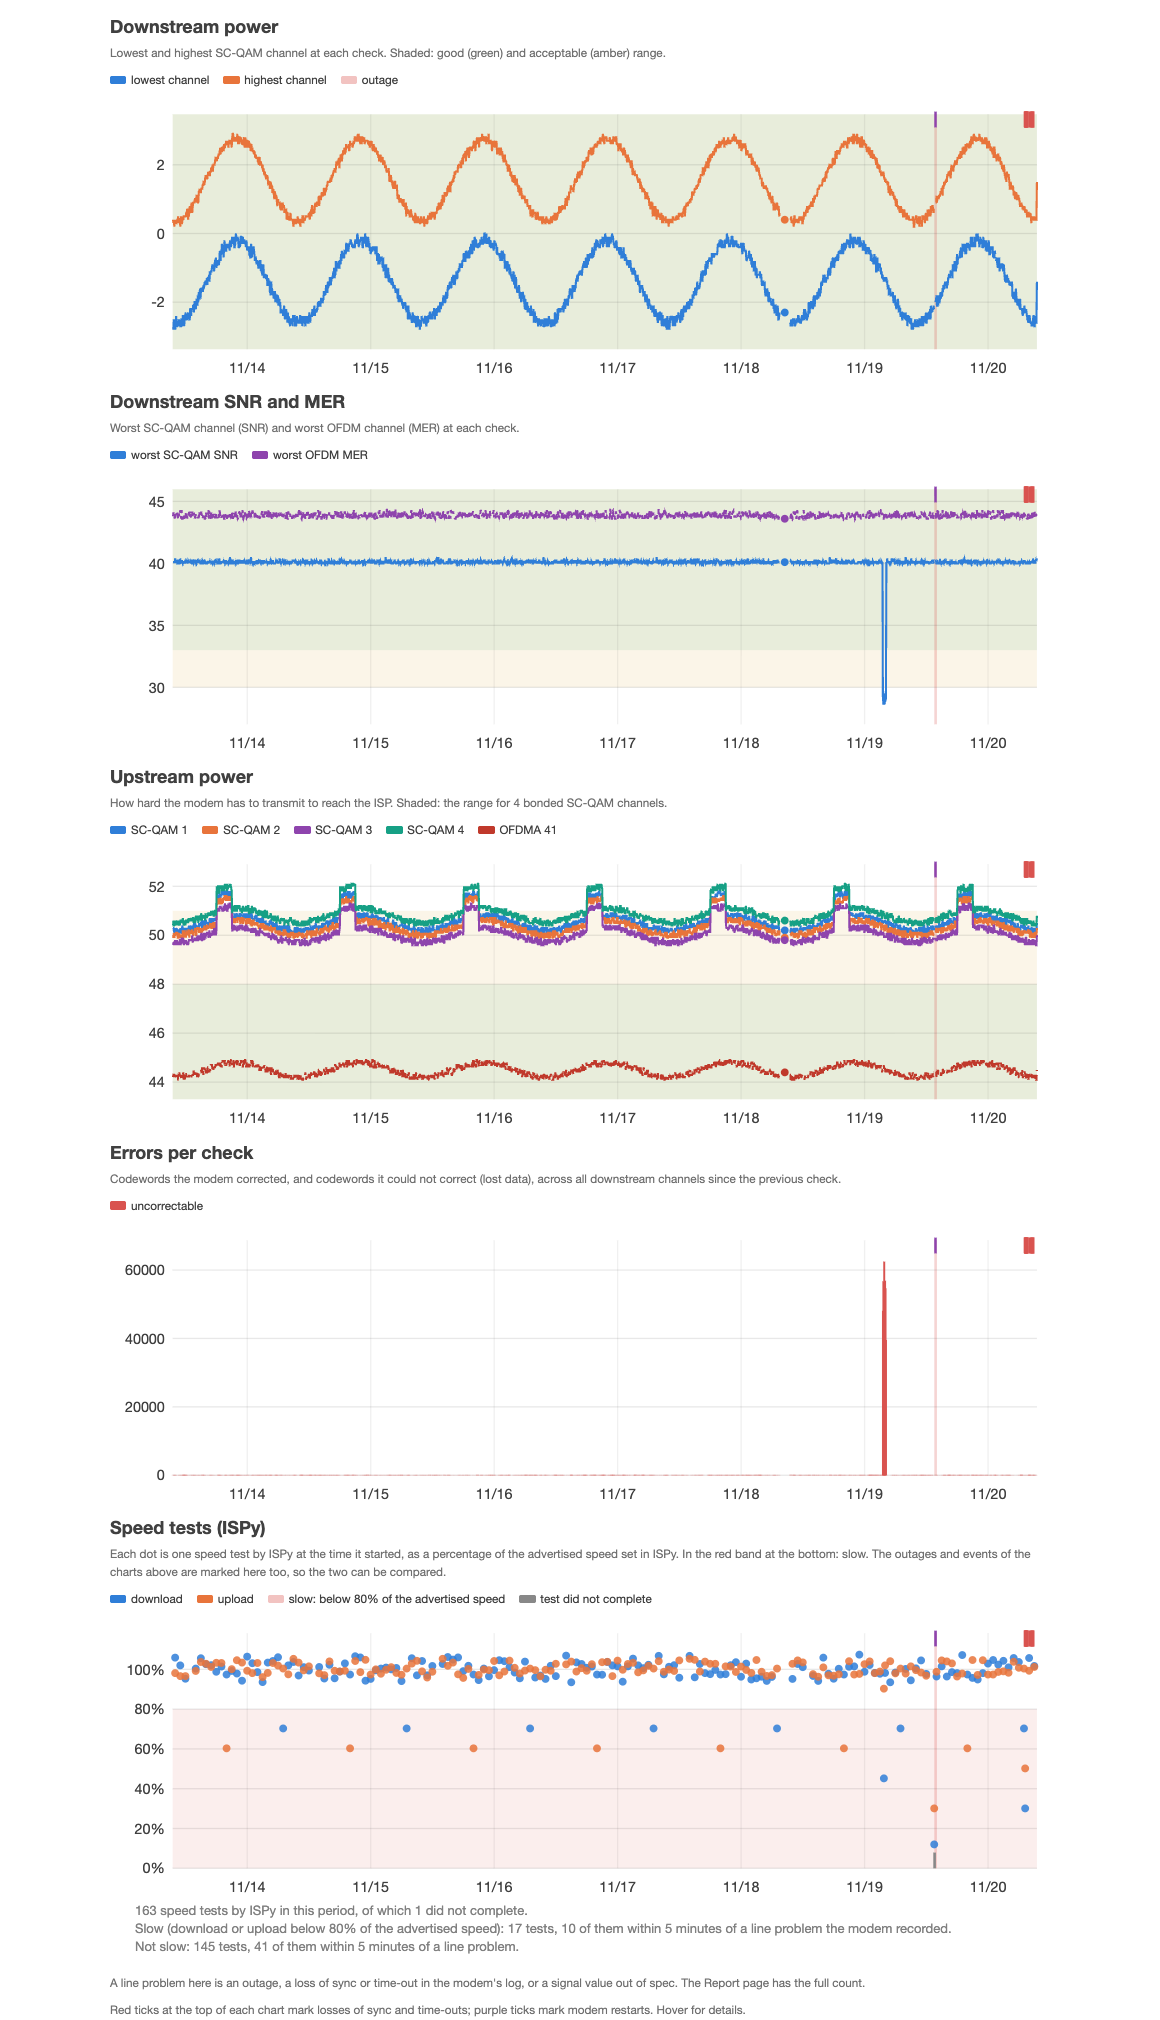 Downstream power
Lowest and highest SC-QAM channel at each check. Shaded: good (green) and acceptable (amber) range.
lowest channel highest channel outage
2
0
-2
11/14 11/15 11/16 11/17 11/18 11/19 11/20
Downstream SNR and MER
Worst SC-QAM channel (SNR) and worst OFDM channel (MER) at each check.
worst SC-QAM SNR worst OFDM MER
45
40
35
30
11/14 11/15 11/16 11/17 11/18 11/19 11/20
Upstream power
How hard the modem has to transmit to reach the ISP. Shaded: the range for 4 bonded SC-QAM channels.
SC-QAM 1 SC-QAM 2 SC-QAM 3 SC-QAM 4 OFDMA 41
52
50
48
46
44
11/14 11/15 11/16 11/17 11/18 11/19 11/20
Errors per check
Codewords the modem corrected, and codewords it could not correct (lost data), across all downstream channels since the previous check.
uncorrectable
60000
40000
20000
0
11/14 11/15 11/16 11/17 11/18 11/19 11/20
Speed tests (ISPy)
Each dot is one speed test by ISPy at the time it started, as a percentage of the advertised speed set in ISPy. In the red band at the bottom: slow. The outages and events of the
charts above are marked here too, so the two can be compared.
download upload slow: below 80% of the advertised speed test did not complete
100%
80%
60%
40%
20%
0%
11/14 11/15 11/16 11/17 11/18 11/19 11/20
163 speed tests by ISPy in this period, of which 1 did not complete.
Slow (download or upload below 80% of the advertised speed): 17 tests, 10 of them within 5 minutes of a line problem the modem recorded.
Not slow: 145 tests, 41 of them within 5 minutes of a line problem.
A line problem here is an outage, a loss of sync or time-out in the modem's log, or a signal value out of spec. The Report page has the full count.
Red ticks at the top of each chart mark losses of sync and time-outs; purple ticks mark modem restarts. Hover for details.